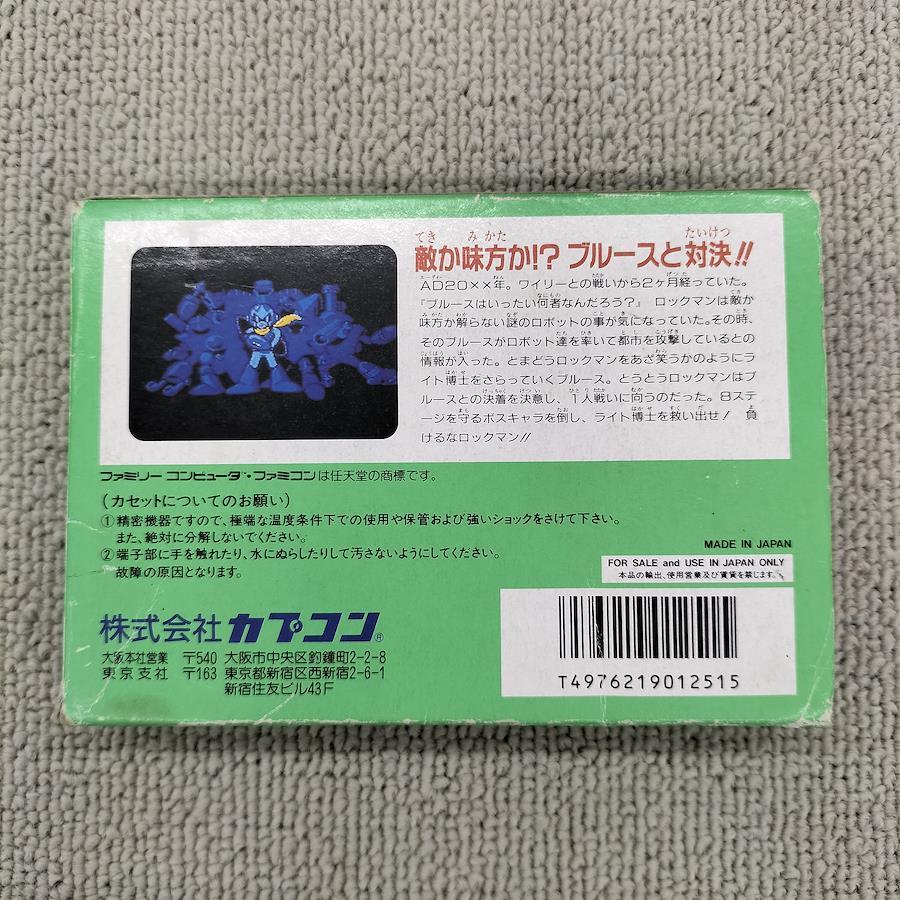 敵か味方か!? ブルースと対決!!
AD20××年。ワイリーとの戦いから2ヶ月経っていた。
『ブルースはいったい何者なんだろう？』 ロックマンは敵か
味方か解らない謎のロボットの事が気になっていた。その時、
そのブルースがロボット達を率いて都市を攻撃しているとの
情報が入った。とまどうロックマンをあざ笑うかのようにラ
イト博士をさらっていくブルース。とうとうロックマンはブ
ルースとの決着を決意し、1人戦いに向うのだった。8ステ
ージを守るボスキャラを倒し、ライト博士を救い出せ！ 負
けるなロックマン!!
ファミリーコンピュータ・ファミコンは任天堂の商標です。
(カセットについてのお願い)
①精密機器ですので、極端な温度条件下での使用や保管および強いショックをさけて下さい。
また、絶対に分解しないでください。
②端子部に手を触れたり、水にぬらしたりして汚さないようにしてください。
故障の原因となります。
MADE IN JAPAN
FOR SALE and USE IN JAPAN ONLY
本品の輸出、使用営業及び賃貸を禁じます。
株式会社カプコン®
大阪本社営業 〒540 大阪市中央区釣鐘町2-2-8
東京支社 〒163 東京都新宿区西新宿2-6-1
新宿住友ビル43F
T4976219012515